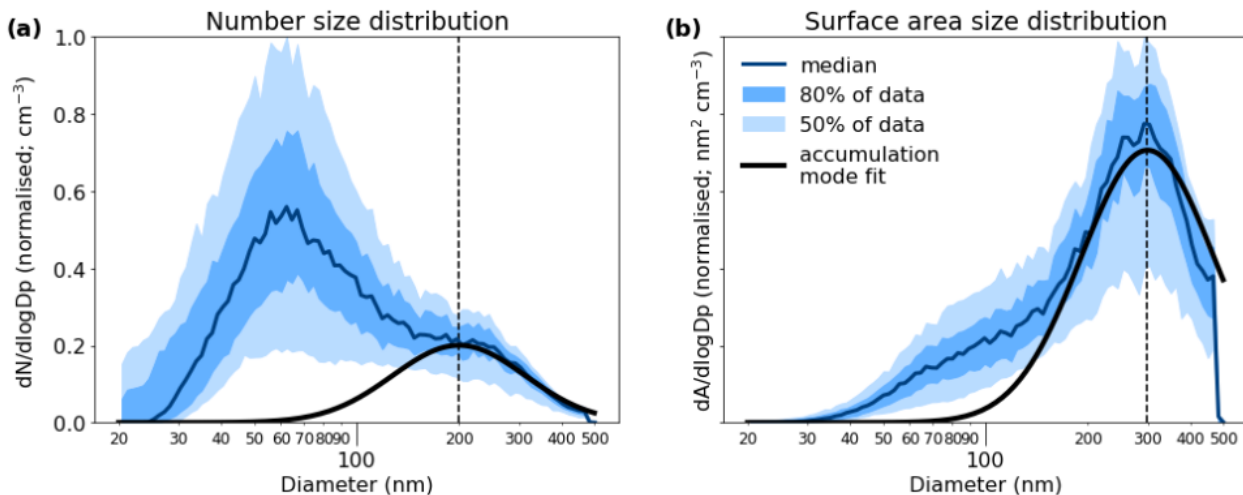 (a)
Number size distribution
dN/dlogDp (normalised; cm⁻³)
1.0
0.8
0.6
0.4
0.2
0.0
20 30 40 50 60 70 80 90 200 300 400 500
100
Diameter (nm)
(b)
Surface area size distribution
dA/dlogDp (normalised; nm² cm⁻³)
median
80% of data
50% of data
accumulation
mode fit
20 30 40 50 60 70 80 90 200 300 400 500
100
Diameter (nm)